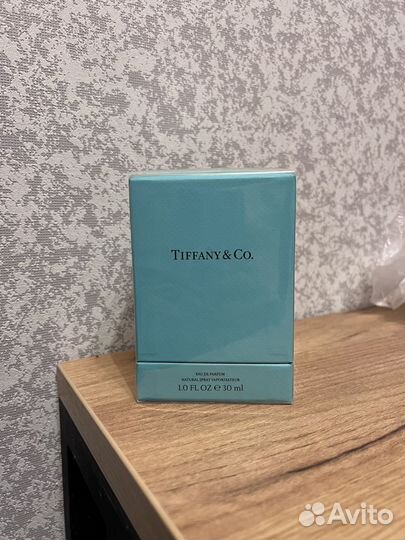 TIFFANY & CO.
EAU DE PARFUM
NATURAL SPRAY VAPORISATEUR
1.0 FL OZ e 30 ml
Avito